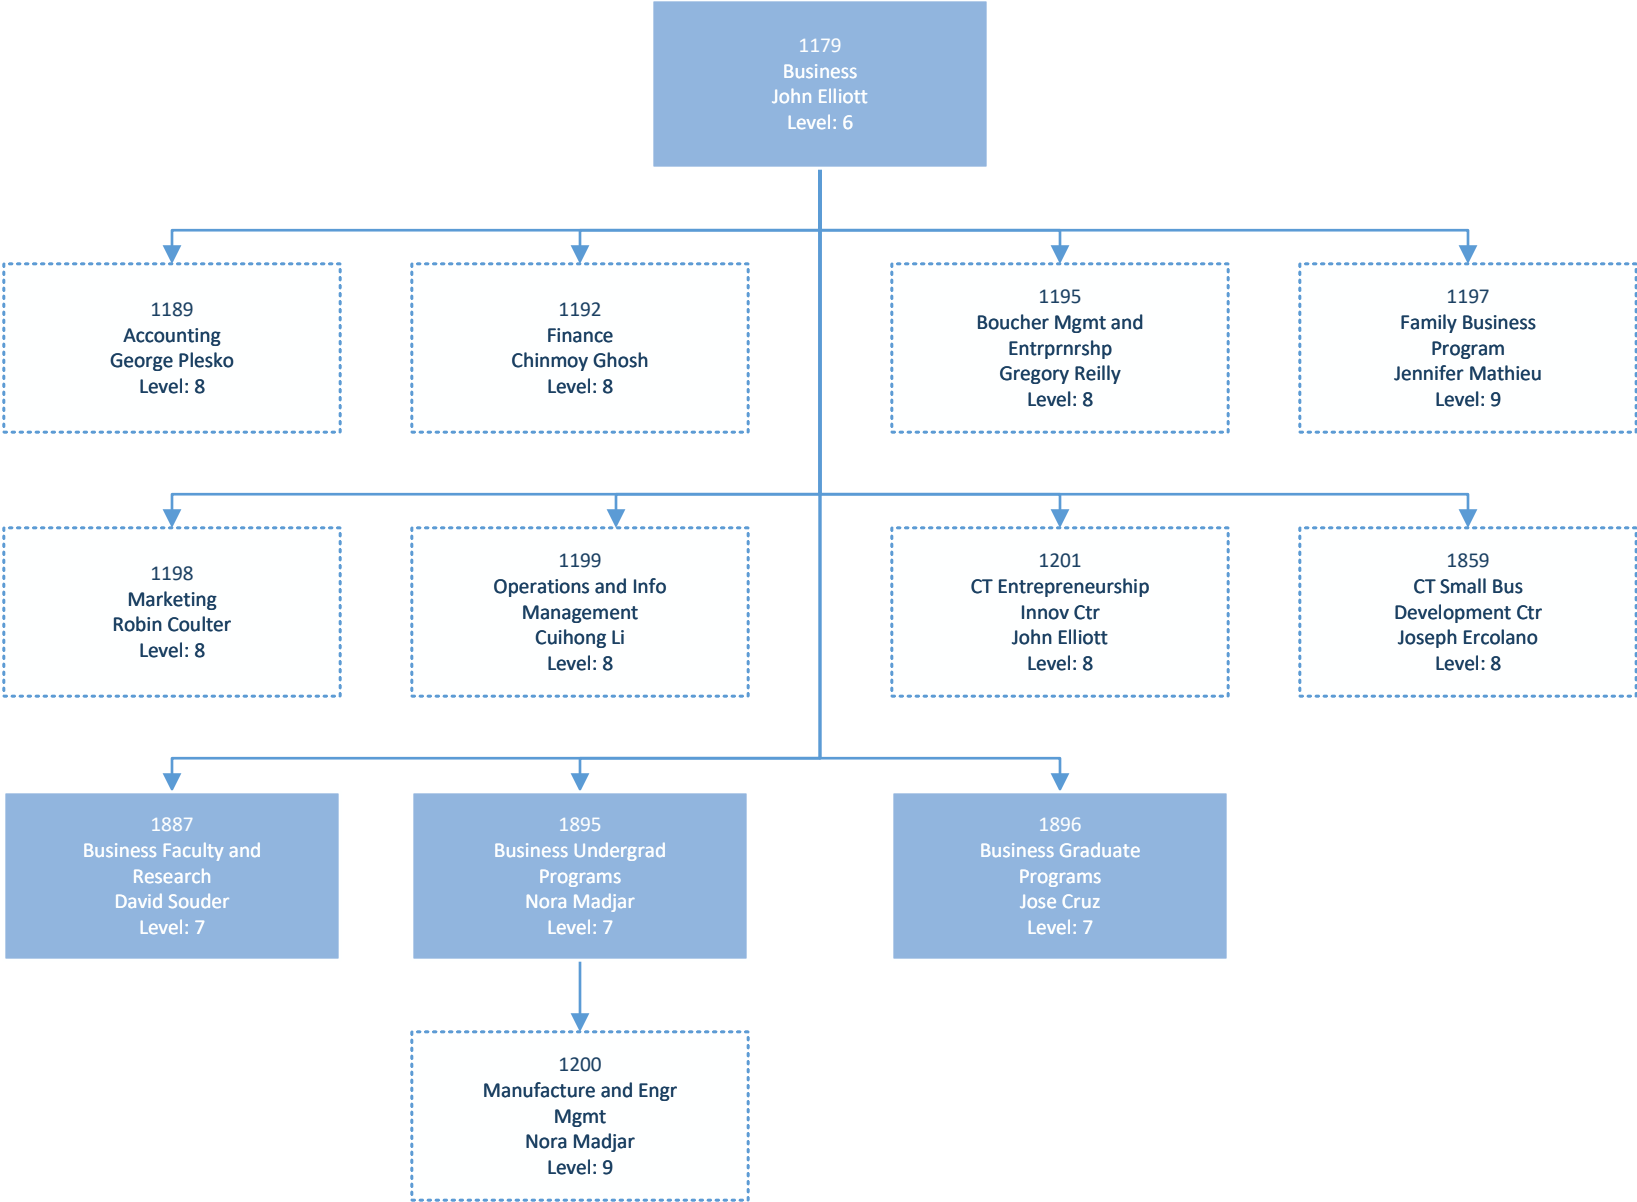 1179
Business
John Elliott
Level: 6
1189
Accounting
George Plesko
Level: 8
1192
Finance
Chinmoy Ghosh
Level: 8
1195
Boucher Mgmt and
Entrprnrshp
Gregory Reilly
Level: 8
1197
Family Business
Program
Jennifer Mathieu
Level: 9
1198
Marketing
Robin Coulter
Level: 8
1199
Operations and Info
Management
Cuihong Li
Level: 8
1201
CT Entrepreneurship
Innov Ctr
John Elliott
Level: 8
1859
CT Small Bus
Development Ctr
Joseph Ercolano
Level: 8
1887
Business Faculty and
Research
David Souder
Level: 7
1895
Business Undergrad
Programs
Nora Madjar
Level: 7
1896
Business Graduate
Programs
Jose Cruz
Level: 7
1200
Manufacture and Engr
Mgmt
Nora Madjar
Level: 9